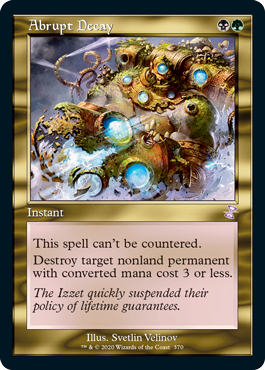 Abrupt Decay
Instant
This spell can't be countered.
Destroy target nonland permanent
with converted mana cost 3 or less.
The Izzet quickly suspended their
policy of lifetime guarantees.
Illus. Svetlin Velinov
™ & © 2020 Wizards of the Coast 370